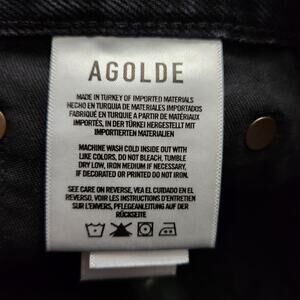 AGOLDE
MADE IN TURKEY OF IMPORTED MATERIALS
HECHO EN TURQUIA DE MATERIALES IMPORTADOS
FABRIQUÉ EN TURQUIE A PARTIR DE MATÉRIAUX
IMPORTÉS, IN DER TÜRKEI HERGESTELLT MIT
IMPORTIERTEN MATERIALIEN
MACHINE WASH COLD INSIDE OUT WITH
LIKE COLORS, DO NOT BLEACH, TUMBLE
DRY LOW, IRON MEDIUM IF NECESSARY.
IF DECORATED OR PRINTED DO NOT IRON.
SEE CARE ON REVERSE, VEA EL CUIDADO EN EL
REVERSO, VOIR LES INSTRUCTIONS D'ENTRETIEN
SUR L'ENVERS, PFLEGEANLEITUNG AUF DER
RÜCKSEITE